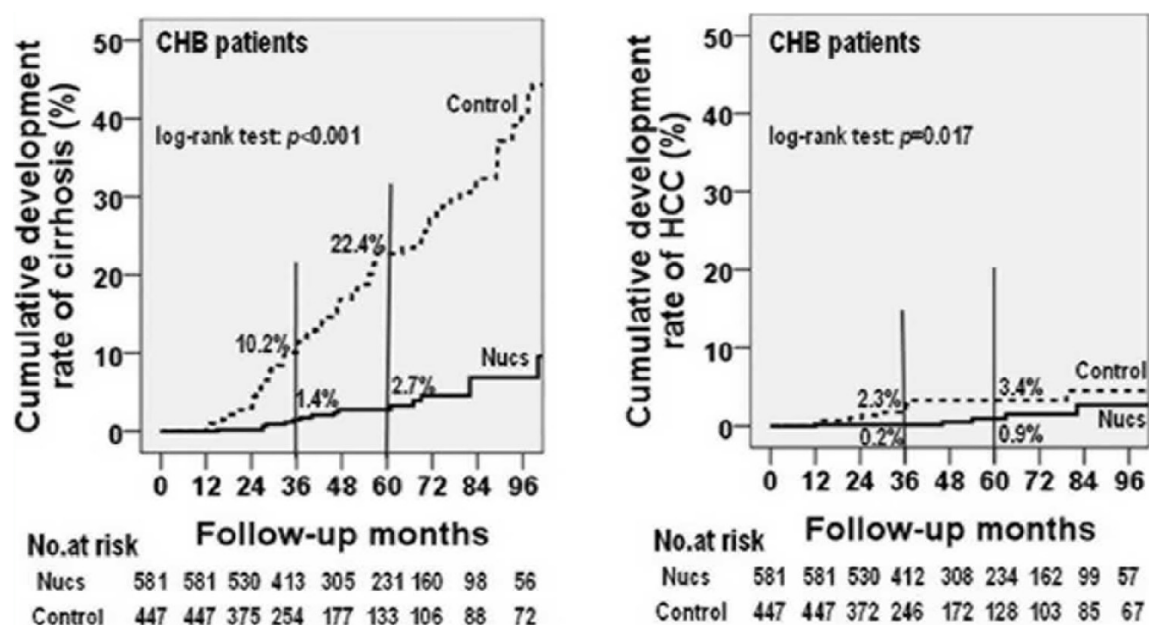 CHB patients
log-rank test: p<0.001
Control
Nucs
10.2%
22.4%
1.4%
2.7%
50
40
30
20
10
0
Cumulative development
rate of cirrhosis (%)
0 12 24 36 48 60 72 84 96
Follow-up months
No.at risk
Nucs 581 581 530 413 305 231 160 98 56
Control 447 447 375 254 177 133 106 88 72
CHB patients
log-rank test: p=0.017
Control
Nucs
2.3%
3.4%
0.2%
0.9%
50
40
30
20
10
0
Cumulative development
rate of HCC (%)
0 12 24 36 48 60 72 84 96
Follow-up months
No.at risk
Nucs 581 581 530 412 308 234 162 99 57
Control 447 447 372 246 172 128 103 85 67